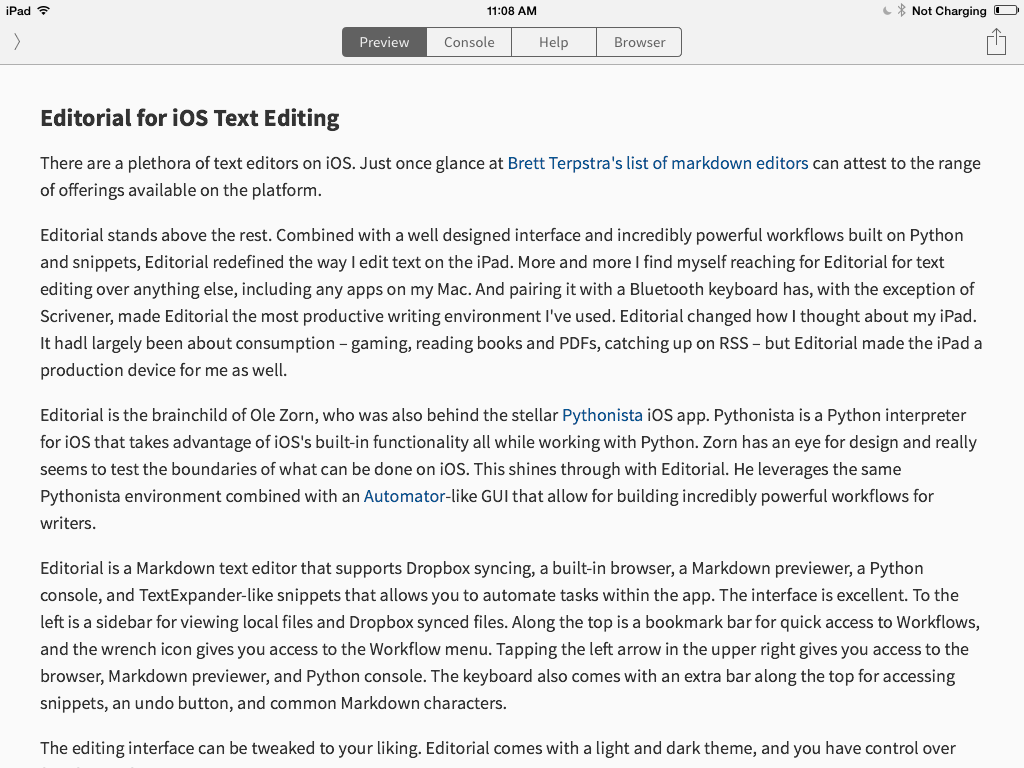 iPad 11:08 AM Not Charging
Preview Console Help Browser
Editorial for iOS Text Editing
There are a plethora of text editors on iOS. Just once glance at Brett Terpstra's list of markdown editors can attest to the range
of offerings available on the platform.
Editorial stands above the rest. Combined with a well designed interface and incredibly powerful workflows built on Python
and snippets, Editorial redefined the way I edit text on the iPad. More and more I find myself reaching for Editorial for text
editing over anything else, including any apps on my Mac. And pairing it with a Bluetooth keyboard has, with the exception of
Scrivener, made Editorial the most productive writing environment I've used. Editorial changed how I thought about my iPad.
It hadl largely been about consumption – gaming, reading books and PDFs, catching up on RSS – but Editorial made the iPad a
production device for me as well.
Editorial is the brainchild of Ole Zorn, who was also behind the stellar Pythonista iOS app. Pythonista is a Python interpreter
for iOS that takes advantage of iOS's built-in functionality all while working with Python. Zorn has an eye for design and really
seems to test the boundaries of what can be done on iOS. This shines through with Editorial. He leverages the same
Pythonista environment combined with an Automator-like GUI that allow for building incredibly powerful workflows for
writers.
Editorial is a Markdown text editor that supports Dropbox syncing, a built-in browser, a Markdown previewer, a Python
console, and TextExpander-like snippets that allows you to automate tasks within the app. The interface is excellent. To the
left is a sidebar for viewing local files and Dropbox synced files. Along the top is a bookmark bar for quick access to Workflows,
and the wrench icon gives you access to the Workflow menu. Tapping the left arrow in the upper right gives you access to the
browser, Markdown previewer, and Python console. The keyboard also comes with an extra bar along the top for accessing
snippets, an undo button, and common Markdown characters.
The editing interface can be tweaked to your liking. Editorial comes with a light and dark theme, and you have control over